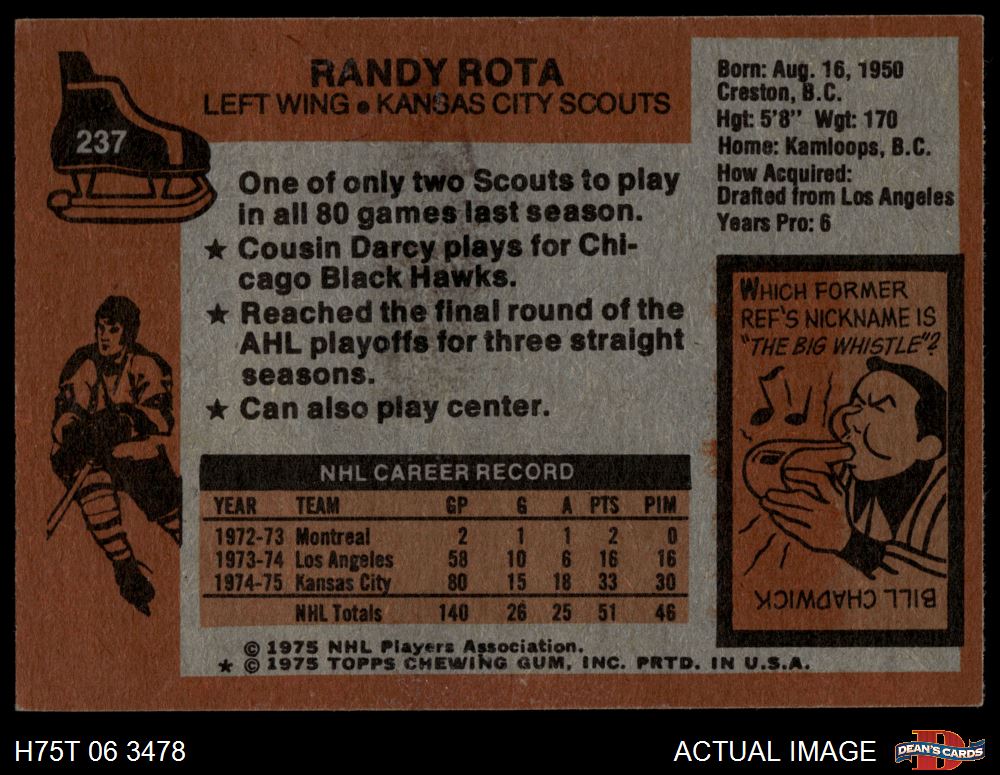 237
RANDY ROTA
LEFT WING • KANSAS CITY SCOUTS
One of only two Scouts to play
in all 80 games last season.
★ Cousin Darcy plays for Chi-
cago Black Hawks.
★ Reached the final round of the
AHL playoffs for three straight
seasons.
★ Can also play center.
Born: Aug. 16, 1950
Creston, B.C.
Hgt: 5'8" Wgt: 170
Home: Kamloops, B.C.
How Acquired:
Drafted from Los Angeles
Years Pro: 6
WHICH FORMER
REF'S NICKNAME IS
"THE BIG WHISTLE"?
BILL CHADWICK
NHL CAREER RECORD
YEAR TEAM GP G A PTS PIM
1972-73 Montreal 2 1 1 2 0
1973-74 Los Angeles 58 10 6 16 16
1974-75 Kansas City 80 15 18 33 30
NHL Totals 140 26 25 51 46
© 1975 NHL Players Association.
★ © 1975 TOPPS CHEWING GUM, INC. PRTD. IN U.S.A.
H75T 06 3478
ACTUAL IMAGE
D
DEAN'S CARDS